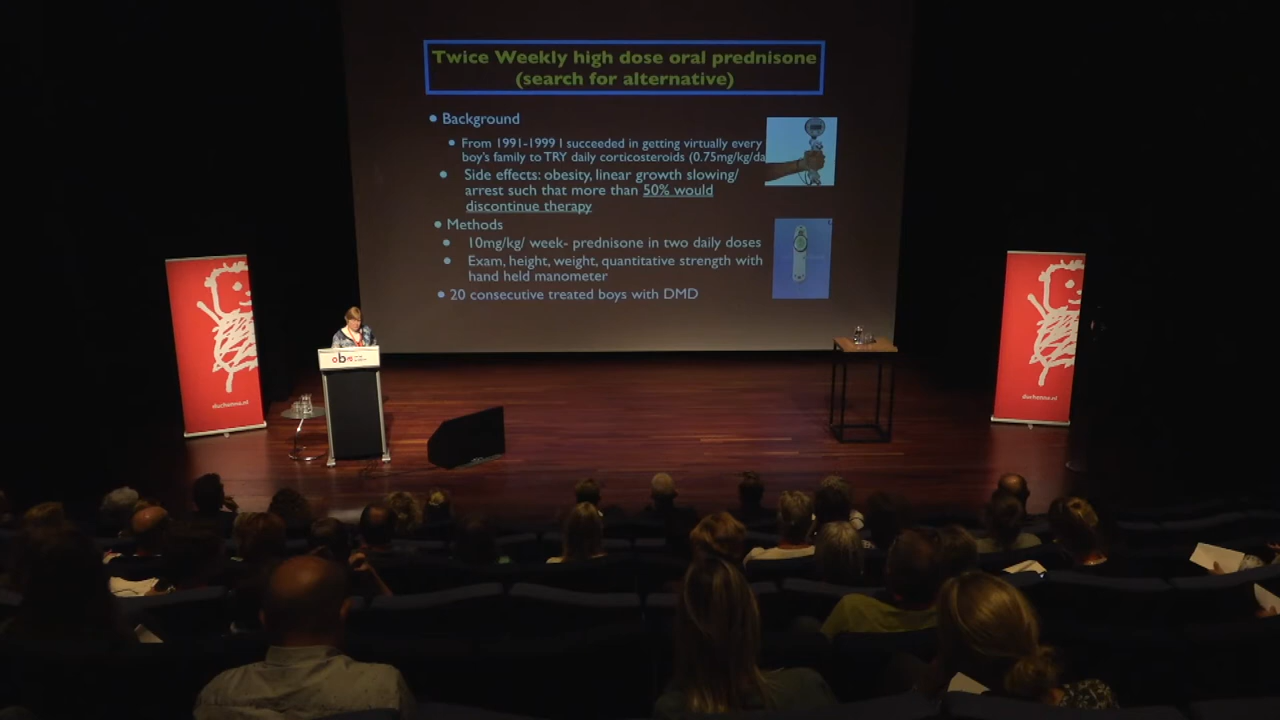 Twice Weekly high dose oral prednisone
(search for alternative)
● Background
● From 1991-1999 I succeeded in getting virtually every
boy's family to TRY daily corticosteroids (0.75mg/kg/da
● Side effects: obesity, linear growth slowing/
arrest such that more than 50% would
discontinue therapy
● Methods
● 10mg/kg/ week- prednisone in two daily doses
● Exam, height, weight, quantitative strength with
hand held manometer
● 20 consecutive treated boys with DMD
duchenne.nl
duchenne.nl